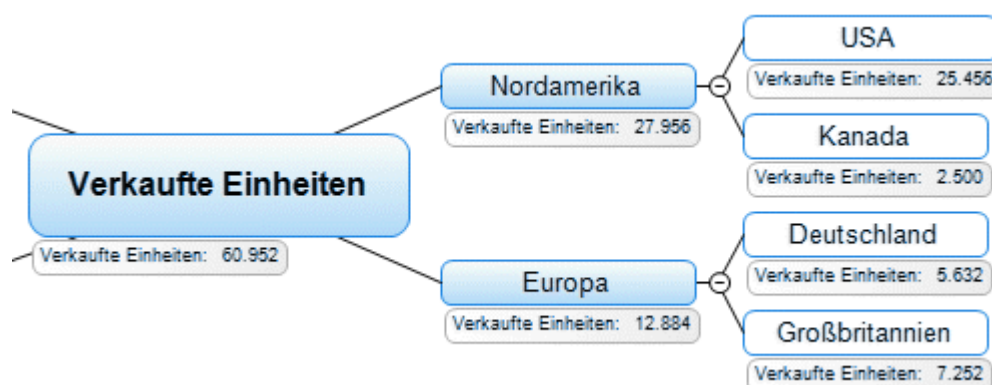 USA
Verkaufte Einheiten: 25.456
Nordamerika
Verkaufte Einheiten: 27.956
Kanada
Verkaufte Einheiten: 2.500
Verkaufte Einheiten
Verkaufte Einheiten: 60.952
Deutschland
Verkaufte Einheiten: 5.632
Europa
Verkaufte Einheiten: 12.884
Großbritannien
Verkaufte Einheiten: 7.252